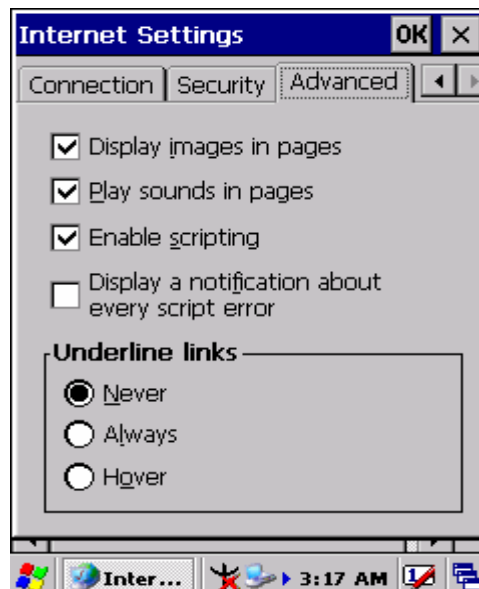 Internet Settings OK ×
Connection Security Advanced
Display images in pages
Play sounds in pages
Enable scripting
Display a notification about
every script error
Underline links
Never
Always
Hover
Inter... 3:17 AM